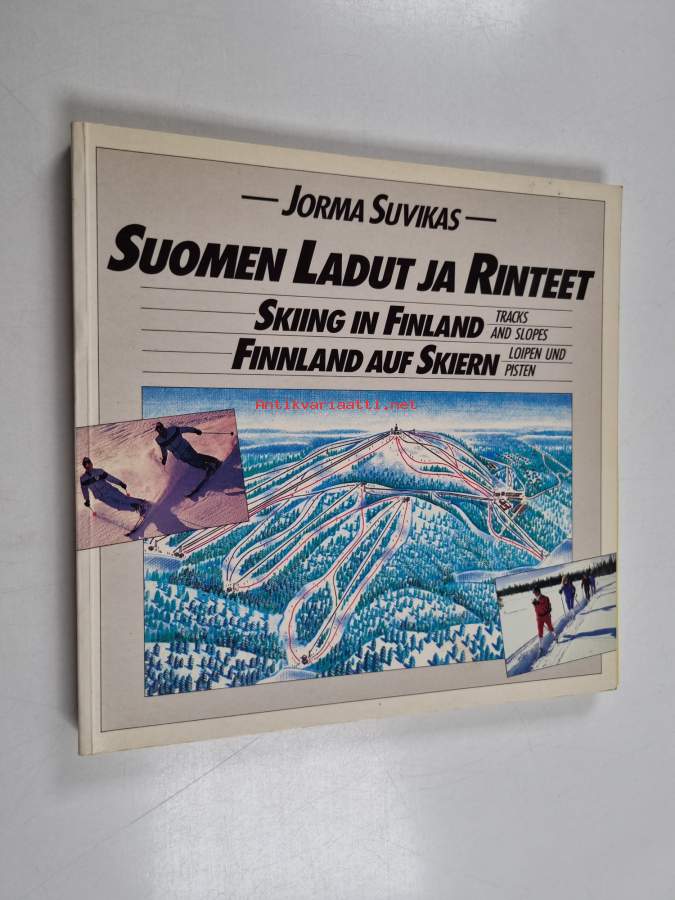 — JORMA SUVIKAS —
SUOMEN LADUT JA RINTEET
SKIING IN FINLAND TRACKS AND SLOPES
FINNLAND AUF SKIERN LOIPEN UND PISTEN
Antikvariaatti.net